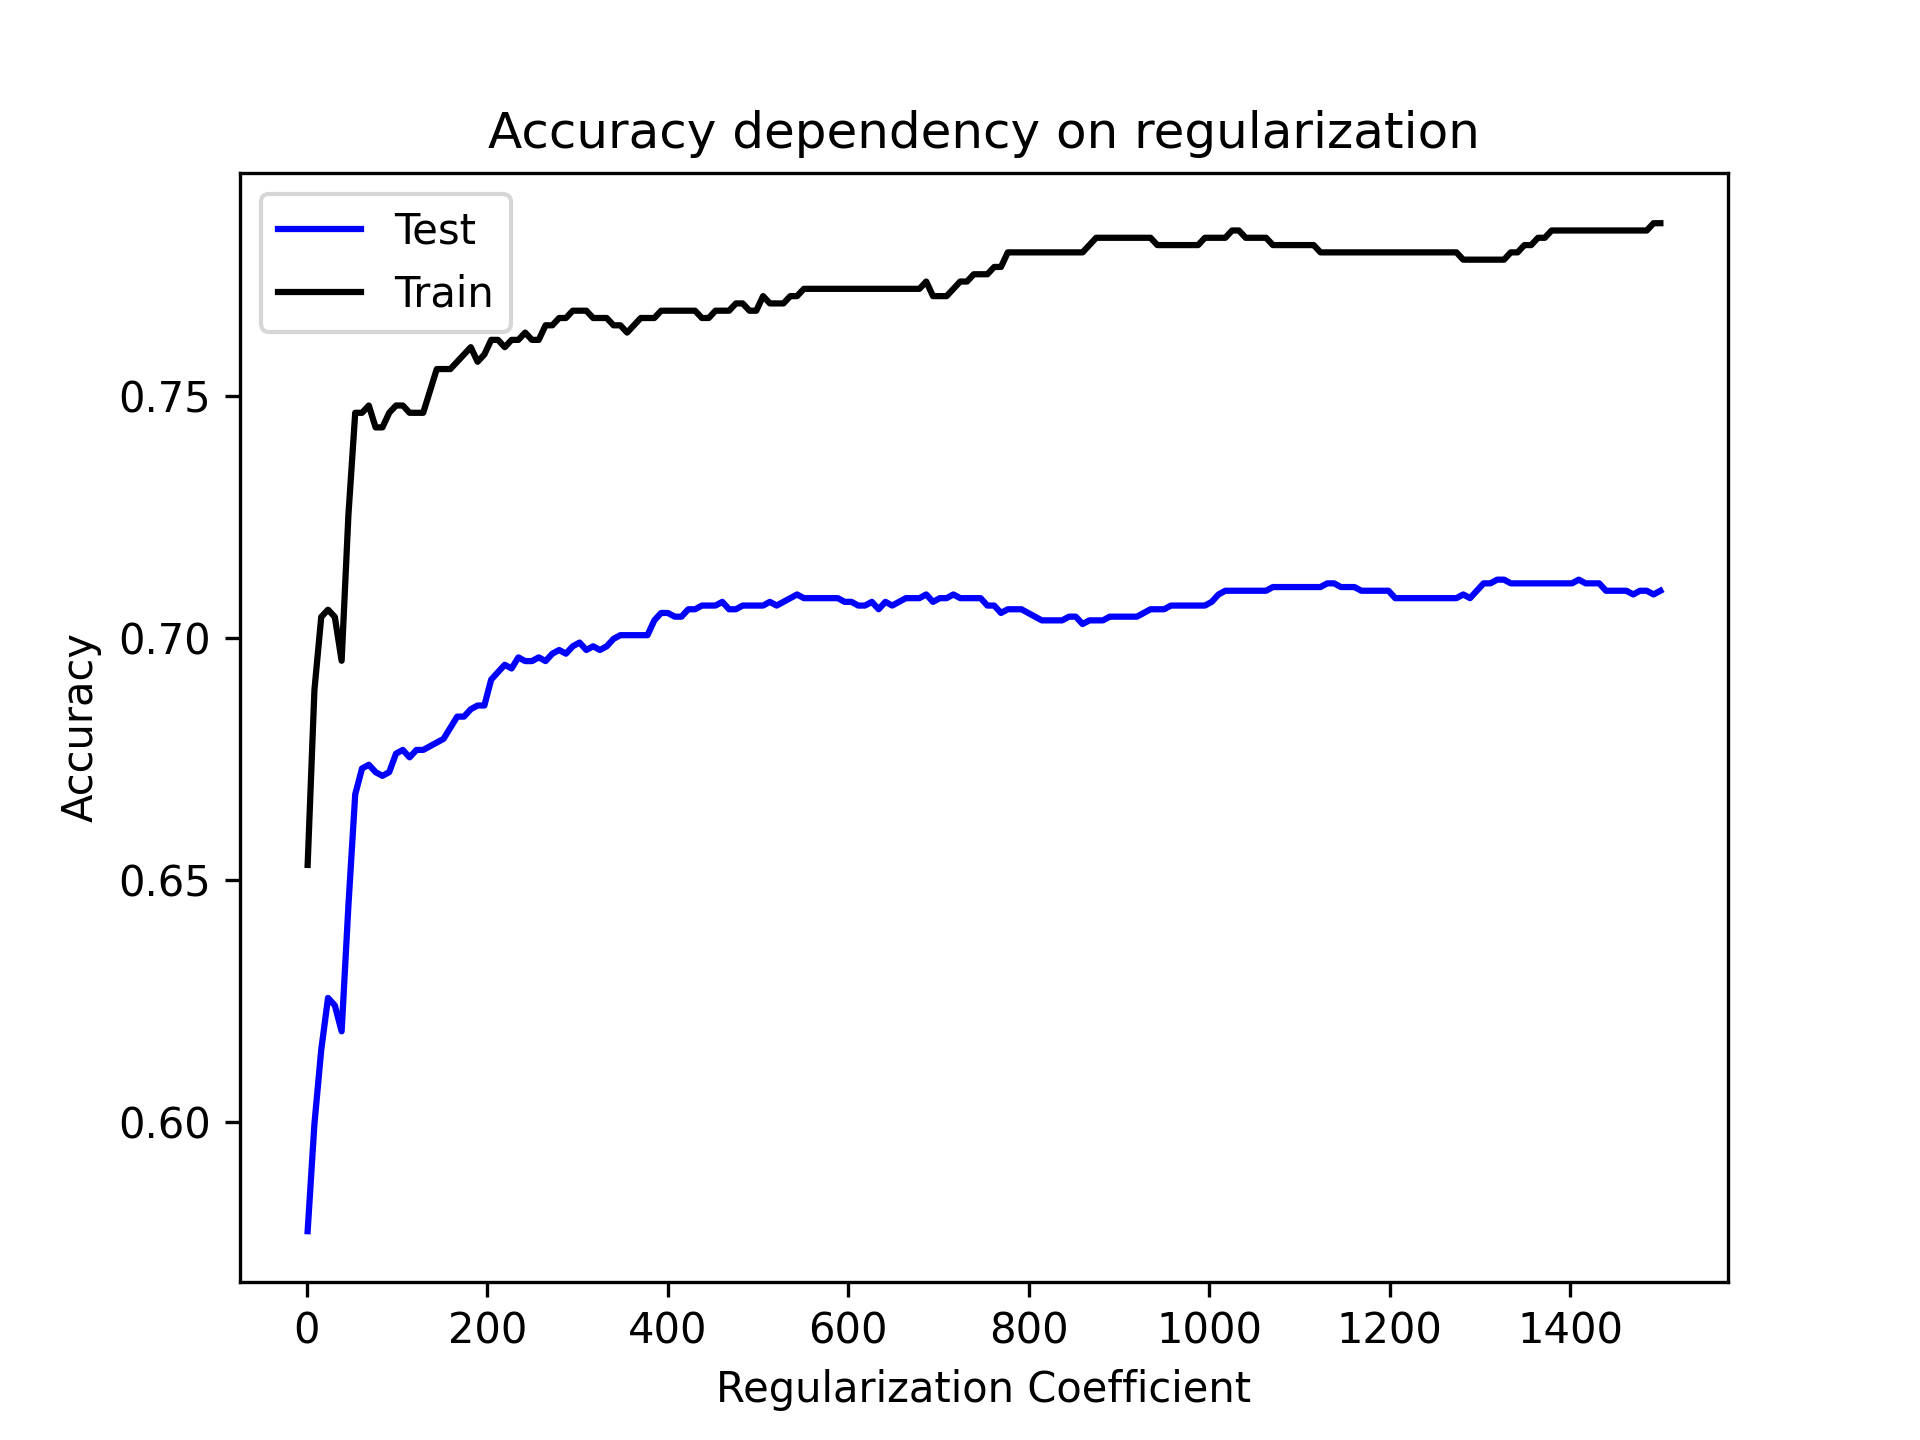 Accuracy dependency on regularization
Test
Train
Accuracy
0.75
0.70
0.65
0.60
0 200 400 600 800 1000 1200 1400
Regularization Coefficient